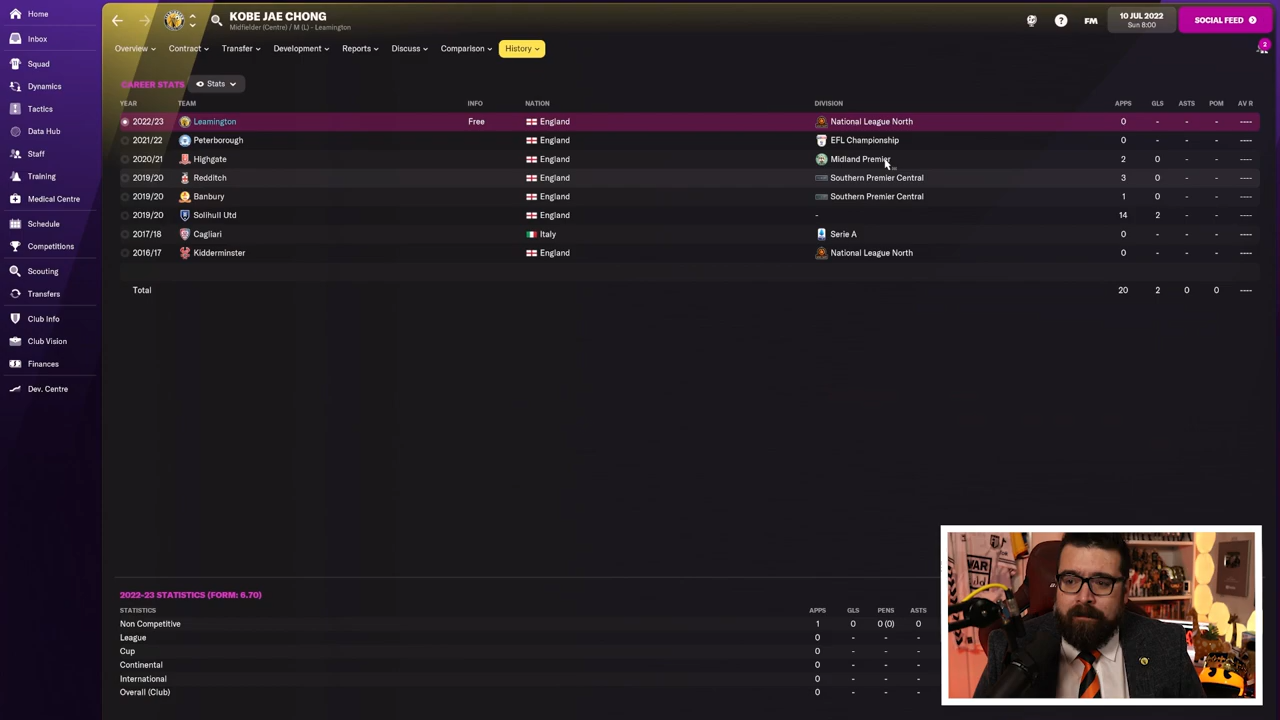 Home
Inbox
Squad
Dynamics
Tactics
Data Hub
Staff
Training
Medical Centre
Schedule
Competitions
Scouting
Transfers
Club Info
Club Vision
Finances
Dev. Centre
KOBE JAE CHONG
Midfielder (Centre) / M (L) - Leamington
FM
10 JUL 2022
Sun 8:00
SOCIAL FEED
2
Overview Contract Transfer Development Reports Discuss Comparison History
CAREER STATS Stats
YEAR TEAM INFO NATION DIVISION APPS GLS ASTS POM AV R
2022/23 Leamington Free England National League North 0 - - - ----
2021/22 Peterborough England EFL Championship 0 - - - ----
2020/21 Highgate England Midland Premier 2 0 - - ----
2019/20 Redditch England Southern Premier Central 3 0 - - ----
2019/20 Banbury England Southern Premier Central 1 0 - - ----
2019/20 Solihull Utd England - 14 2 - - ----
2017/18 Cagliari Italy Serie A 0 - - - ----
2016/17 Kidderminster England National League North 0 - - - ----
Total 20 2 0 0 ----
2022-23 STATISTICS (FORM: 6.70)
STATISTICS APPS GLS PENS ASTS
Non Competitive 1 0 0 (0) 0
League 0 - - -
Cup 0 - - -
Continental 0 - - -
International 0 - - -
Overall (Club) 0 - - -
WAR